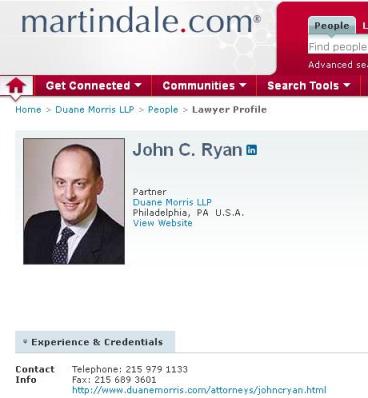 martindale.com®
People
Find people
Advanced sea
Get Connected
Communities
Search Tools
Home > Duane Morris LLP > People > Lawyer Profile
John C. Ryan in
Partner
Duane Morris LLP
Philadelphia, PA U.S.A.
View Website
Experience & Credentials
Contact Info
Telephone: 215 979 1133
Fax: 215 689 3601
http://www.duanemorris.com/attorneys/johncryan.html